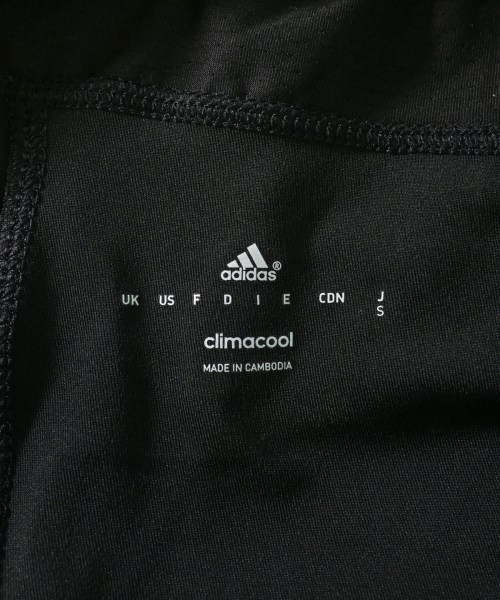 adidas®
UK US F D I E CDN J
S
climacool
MADE IN CAMBODIA